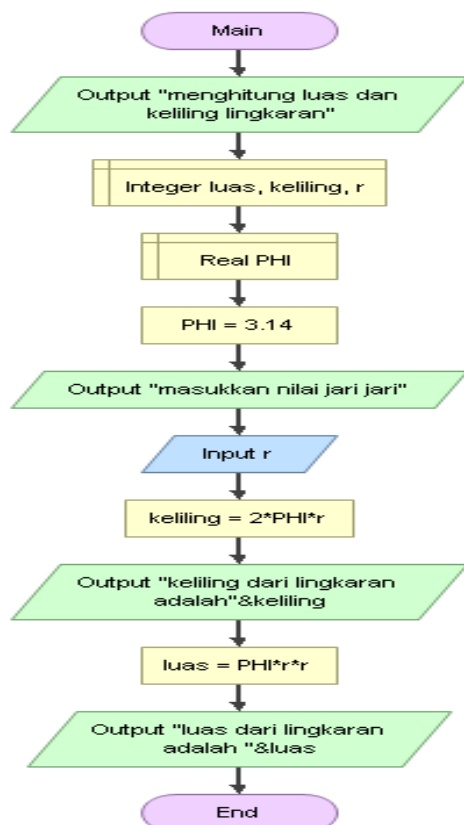 Main
Output "menghitung luas dan
keliling lingkaran"
Integer luas, keliling, r
Real PHI
PHI = 3.14
Output "masukkan nilai jari jari"
Input r
keliling = 2*PHI*r
Output "keliling dari lingkaran
adalah"&keliling
luas = PHI*r*r
Output "luas dari lingkaran
adalah "&luas
End